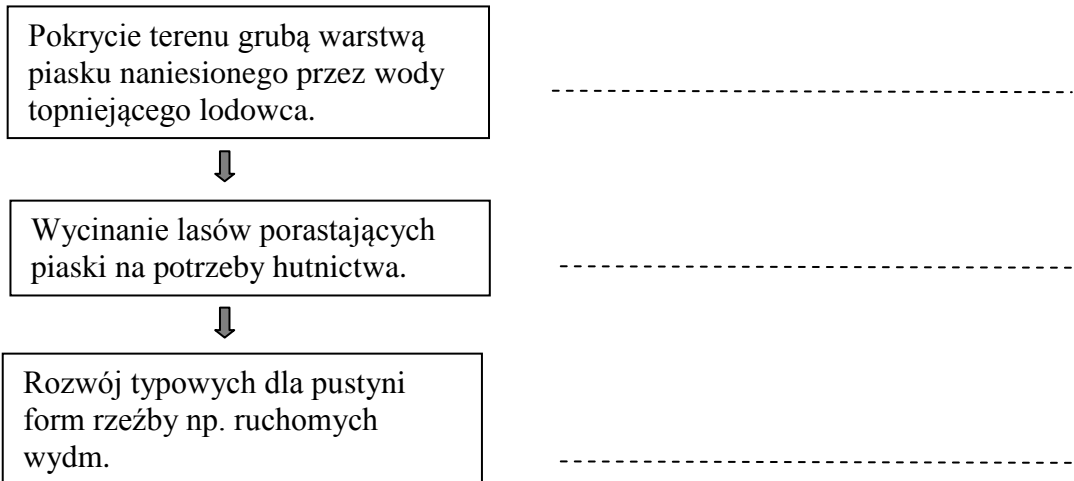 Pokrycie terenu grubą warstwą
piasku naniesionego przez wody
topniejącego lodowca.
Wycinanie lasów porastających
piaski na potrzeby hutnictwa.
Rozwój typowych dla pustyni
form rzeźby np. ruchomych
wydm.